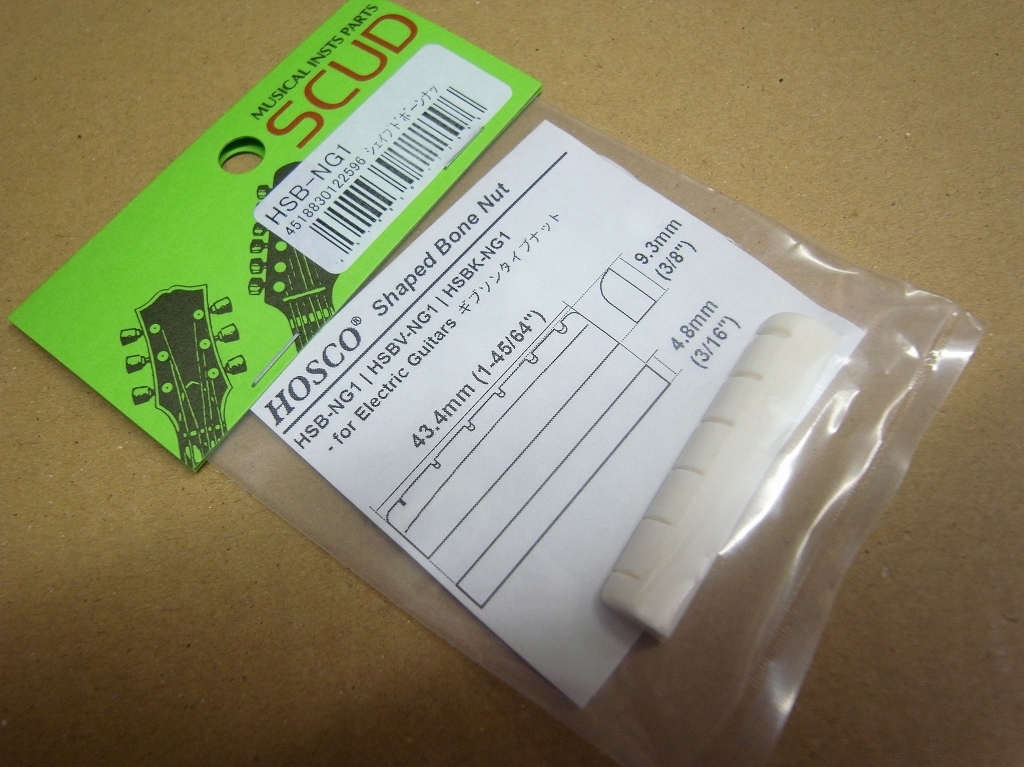 MUSICAL INSTS PARTS
SCUD
HSB-NG1
4518830122596 シェイプドボーンナッ
HOSCO® Shaped Bone Nut
HSB-NG1 | HSBV-NG1 | HSBK-NG1
- for Electric Guitars ギブソンタイプナット
43.4mm (1-45/64")
9.3mm
(3/8")
4.8mm
(3/16")